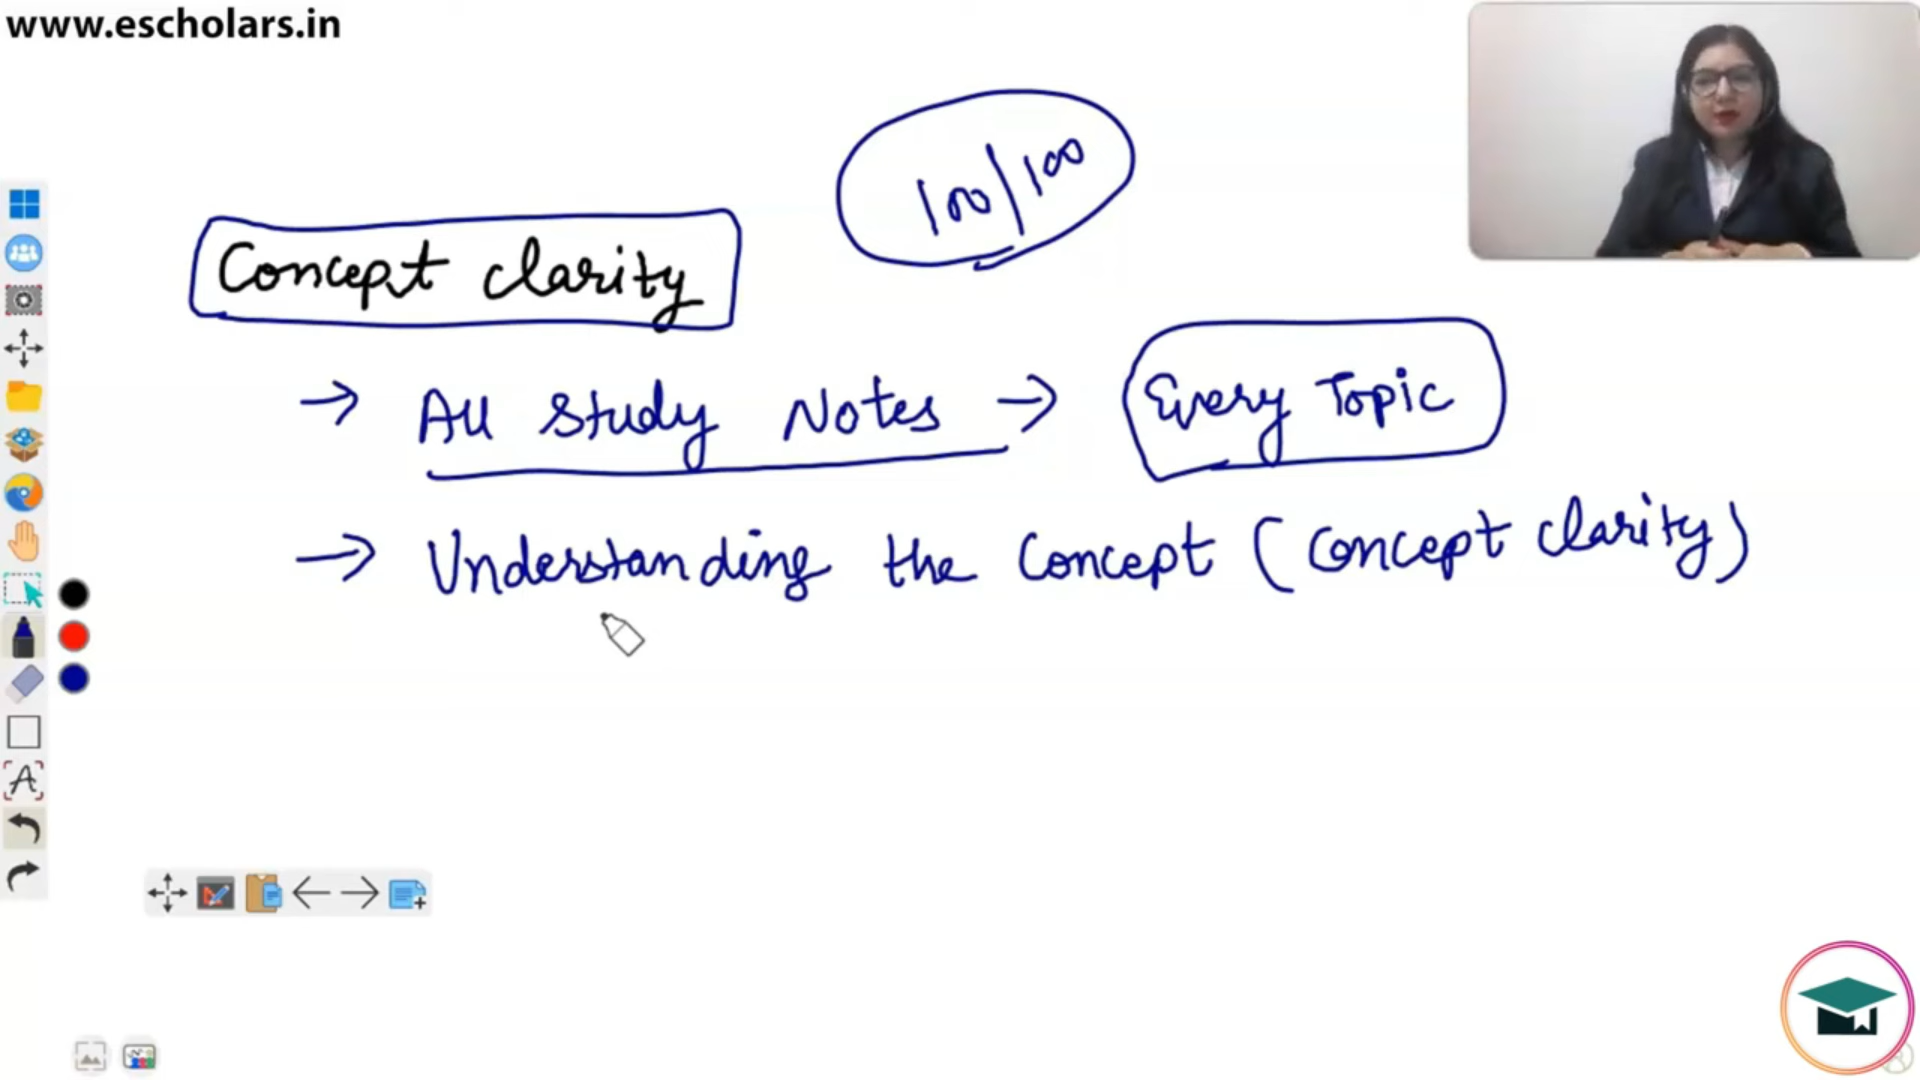 www.escholars.in
100/100
Concept clarity
→ All study Notes → Every Topic
→ Understanding the Concept (Concept clarity)